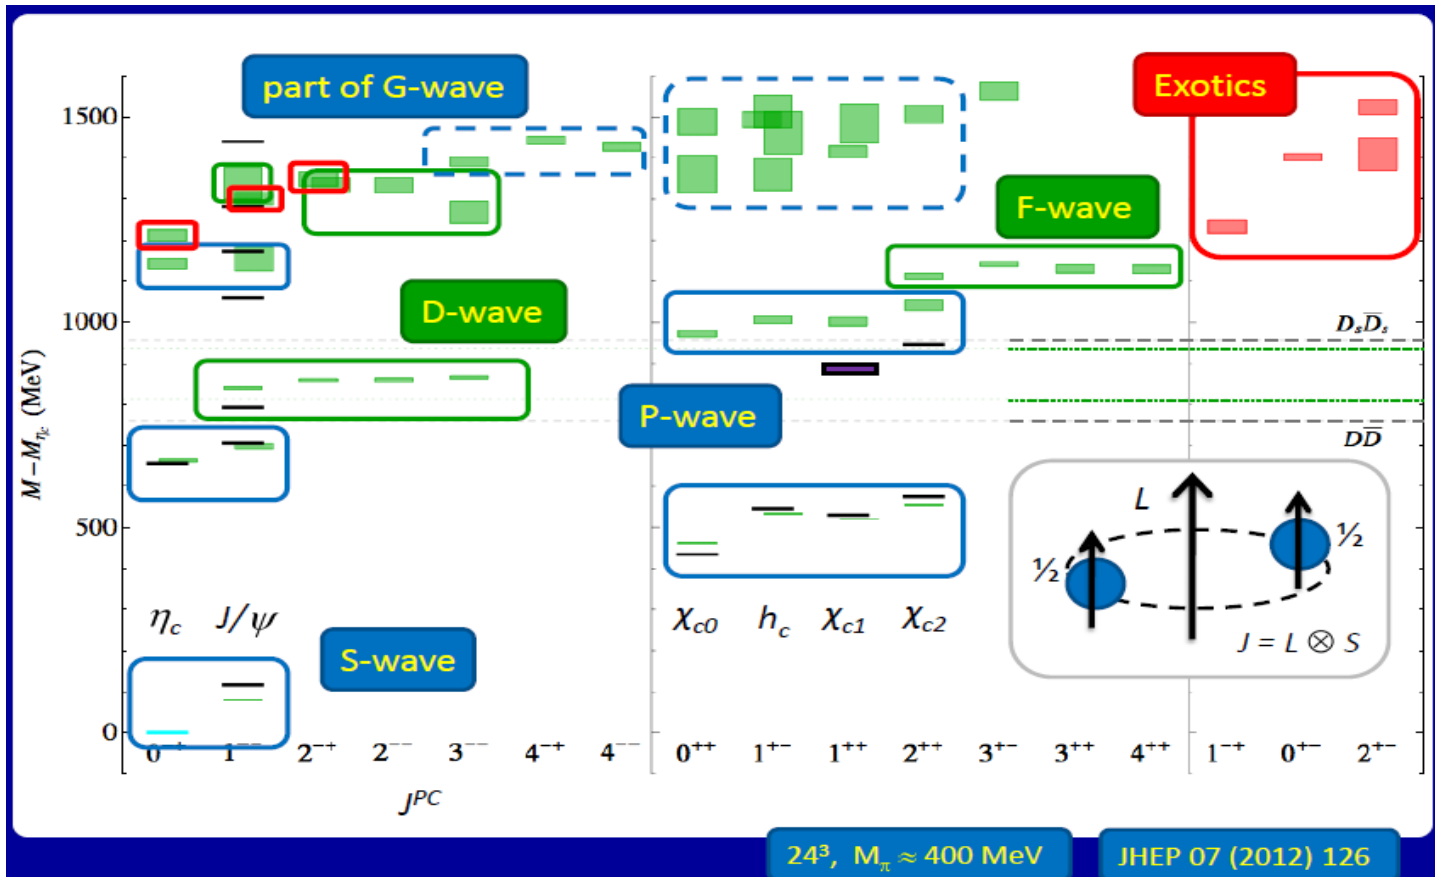 part of G-wave
Exotics
1500
F-wave
D-wave
1000
DₛD̅ₛ
P-wave
DD̅
M − M_ηc (MeV)
500
L
½
½
ηc J/ψ
χc0 hc χc1 χc2
J = L ⊗ S
S-wave
0
0⁻⁺ 1⁻⁻ 2⁻⁺ 2⁻⁻ 3⁻⁻ 4⁻⁺ 4⁻⁻ 0⁺⁺ 1⁺⁻ 1⁺⁺ 2⁺⁺ 3⁺⁻ 3⁺⁺ 4⁺⁺ 1⁻⁺ 0⁺⁻ 2⁺⁻
J^PC
24³, Mπ ≈ 400 MeV
JHEP 07 (2012) 126